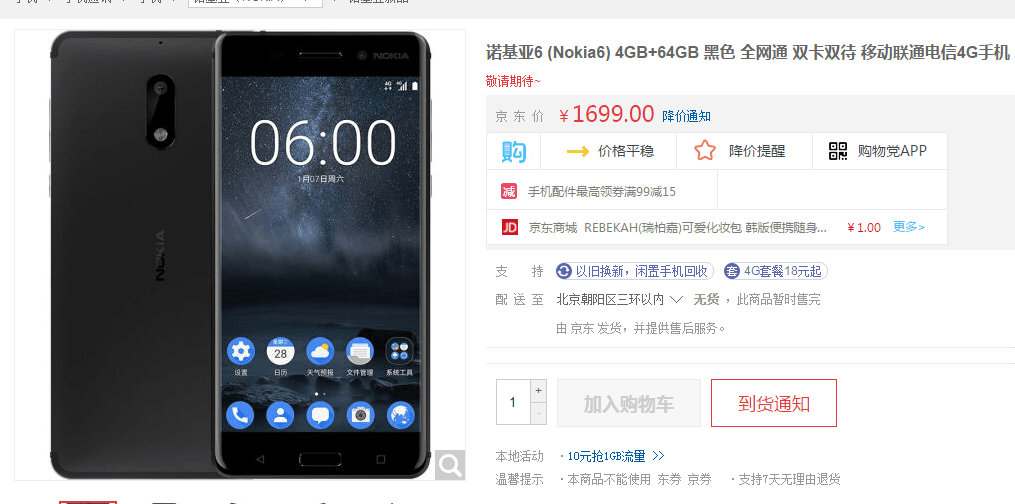 诺基亚6 (Nokia6) 4GB+64GB 黑色 全网通 双卡双待 移动联通电信4G手机
敬请期待~
京东价 ¥1699.00 降价通知
购 价格平稳 降价提醒 购物党APP
减 手机配件最高领券满99减15
JD 京东商城 REBEKAH(瑞柏嘉)可爱化妆包 韩版便携随身... ¥1.00 更多>
支持 以旧换新，闲置手机回收 套 4G套餐18元起
配送至 北京朝阳区三环以内 无货，此商品暂时售完
由 京东 发货，并提供售后服务。
1 + - 加入购物车 到货通知
本地活动 ·10元抢1GB流量 >>
温馨提示 ·本商品不能使用 东券 京券 ·支持7天无理由退货
NOKIA
4G 4G
06:00
1月07日周六
NOKIA
星期三
28
设置 日历 天气预报 文件管理 系统工具